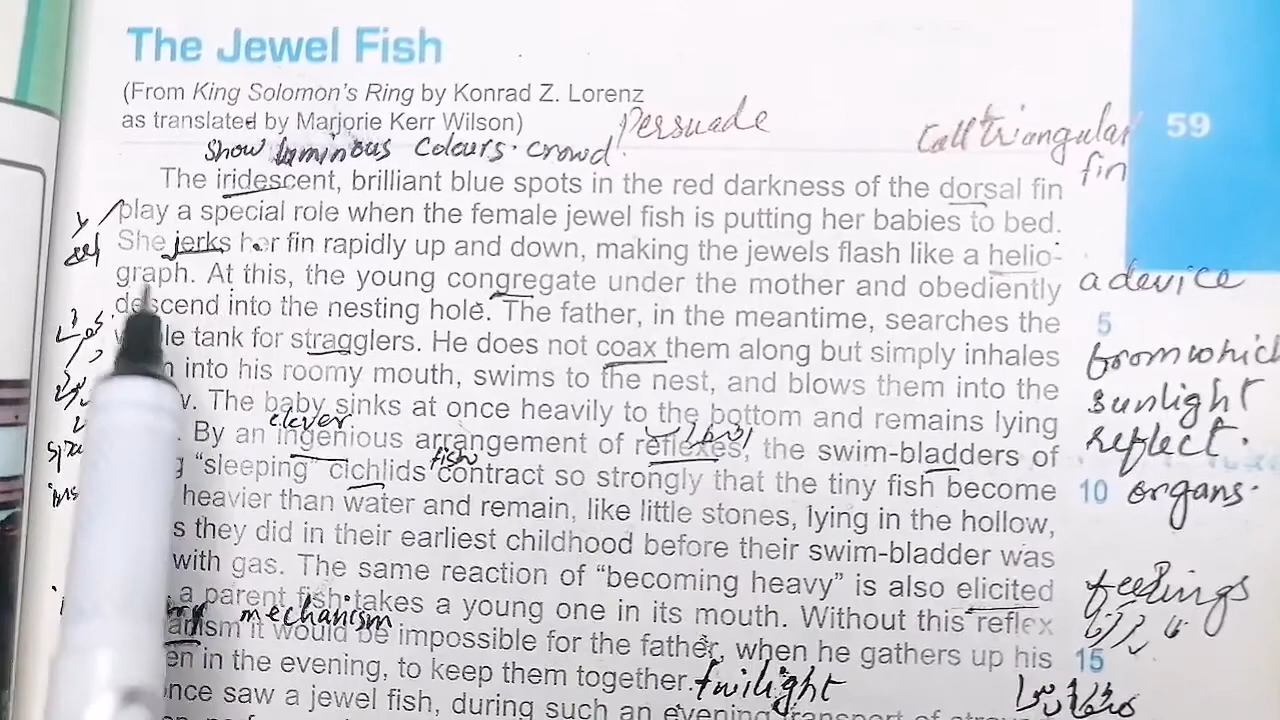 The Jewel Fish
(From King Solomon's Ring by Konrad Z. Lorenz
as translated by Marjorie Kerr Wilson)
Persuade
Call triangular
fin
59
Show luminous colours. crowd
The iridescent, brilliant blue spots in the red darkness of the dorsal fin
play a special role when the female jewel fish is putting her babies to bed.
She jerks her fin rapidly up and down, making the jewels flash like a helio-
graph. At this, the young congregate under the mother and obediently
a device
descend into the nesting hole. The father, in the meantime, searches the
5
tank for stragglers. He does not coax them along but simply inhales
from which
into his roomy mouth, swims to the nest, and blows them into the
sunlight
The baby sinks at once heavily to the bottom and remains lying
reflect.
clever
By an ingenious arrangement of reflexes, the swim-bladders of
fish
"sleeping" cichlids contract so strongly that the tiny fish become
10 organs.
heavier than water and remain, like little stones, lying in the hollow,
they did in their earliest childhood before their swim-bladder was
with gas. The same reaction of "becoming heavy" is also elicited
feelings
a parent fish takes a young one in its mouth. Without this reflex
mechanism
it would be impossible for the father, when he gathers up his
15
in the evening, to keep them together.
twilight
once saw a jewel fish, during such an evening transport of